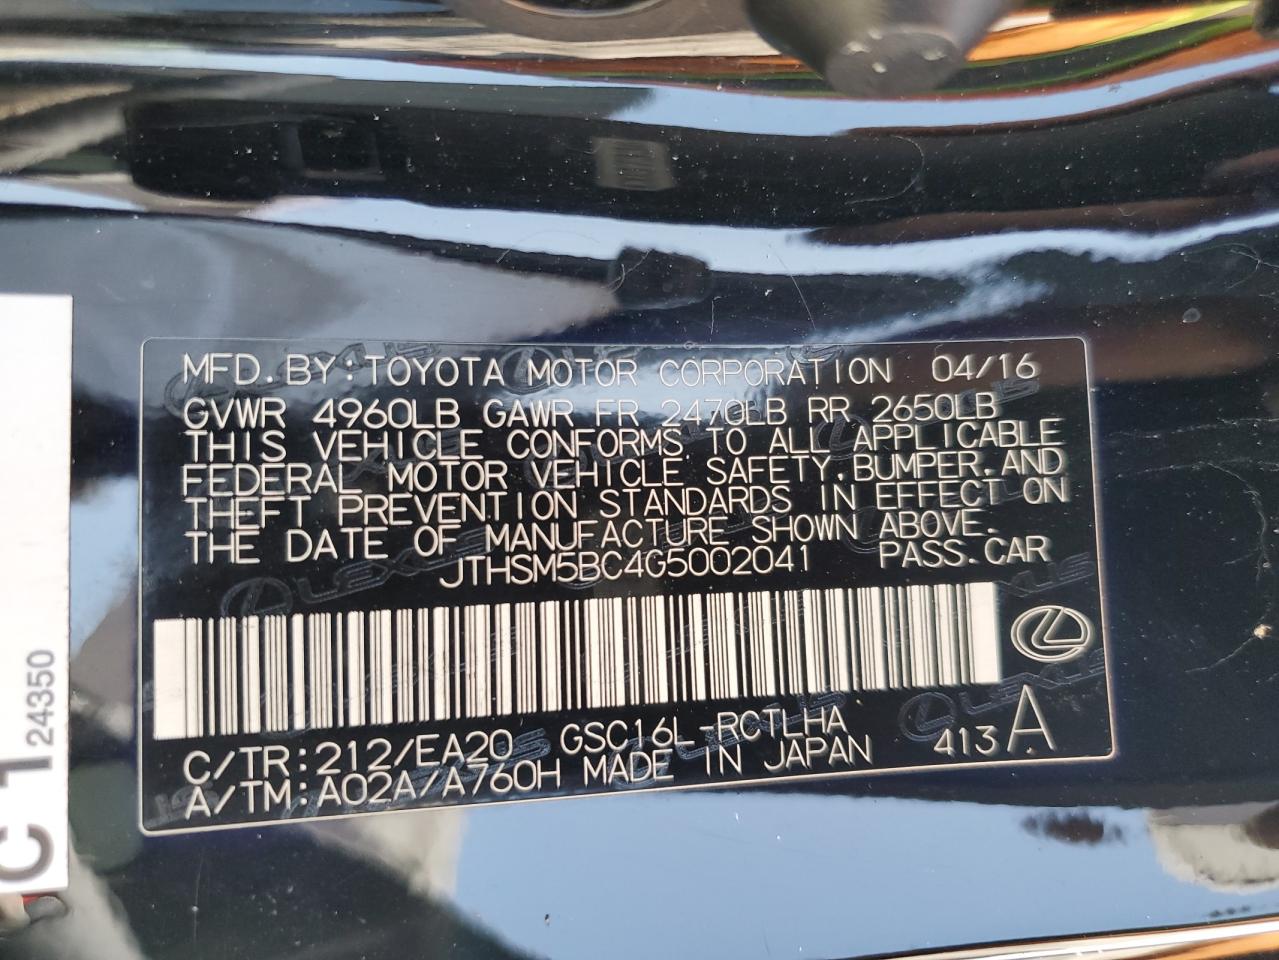 MFD.BY:TOYOTA MOTOR CORPORATION 04/16
GVWR 4960LB GAWR FR 2470LB RR 2650LB
THIS VEHICLE CONFORMS TO ALL APPLICABLE
FEDERAL MOTOR VEHICLE SAFETY,BUMPER,AND
THEFT PREVENTION STANDARDS IN EFFECT ON
THE DATE OF MANUFACTURE SHOWN ABOVE.
JTHSM5BC4G5002041 PASS.CAR
C/TR:212/EA20 GSC16L-RCTLHA 413 A
A/TM:A02A/A760H MADE IN JAPAN
LEXUS
LEXUS
C 1
24350